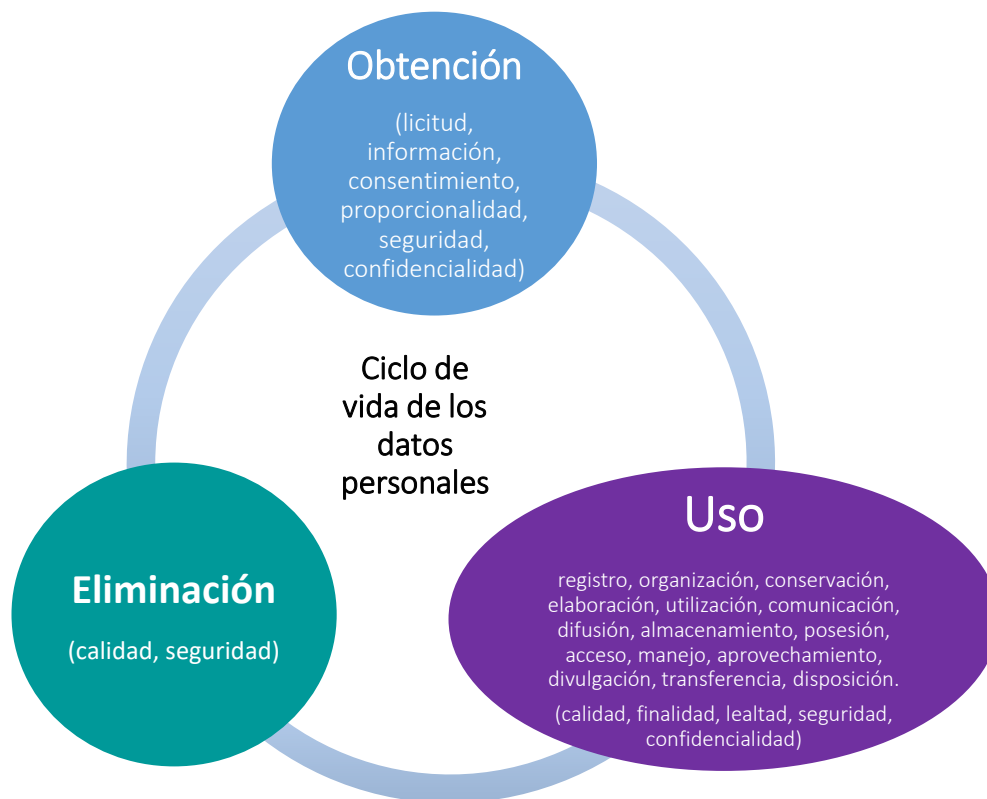 Obtención
(licitud,
información,
consentimiento,
proporcionalidad,
seguridad,
confidencialidad)
Ciclo de
vida de los
datos
personales
Uso
registro, organización, conservación,
elaboración, utilización, comunicación,
difusión, almacenamiento, posesión,
acceso, manejo, aprovechamiento,
divulgación, transferencia, disposición.
(calidad, finalidad, lealtad, seguridad,
confidencialidad)
Eliminación
(calidad, seguridad)